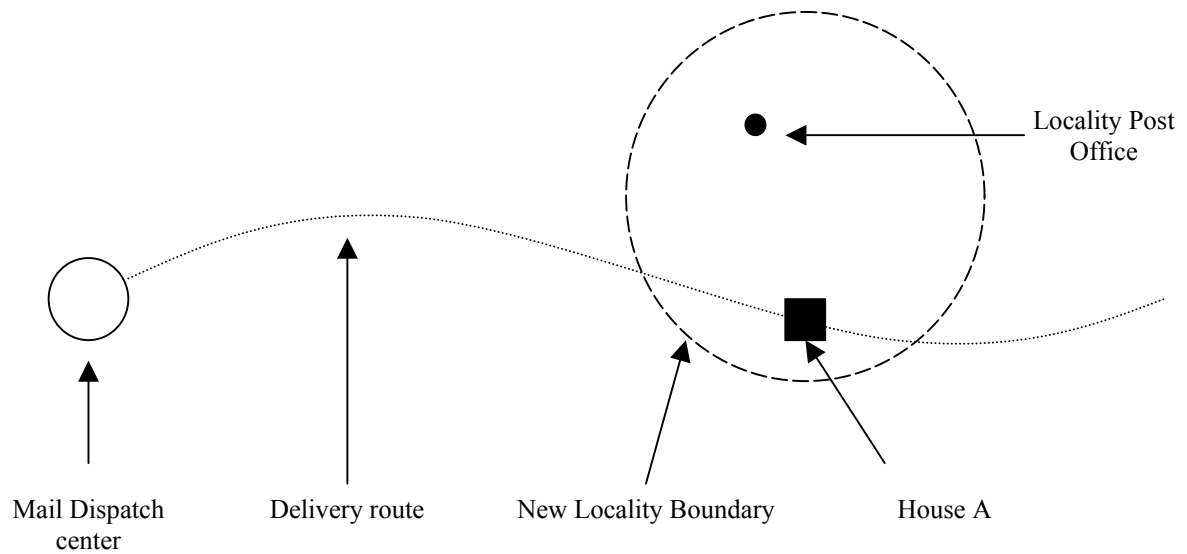 Locality Post
Office
Mail Dispatch
center
Delivery route
New Locality Boundary
House A